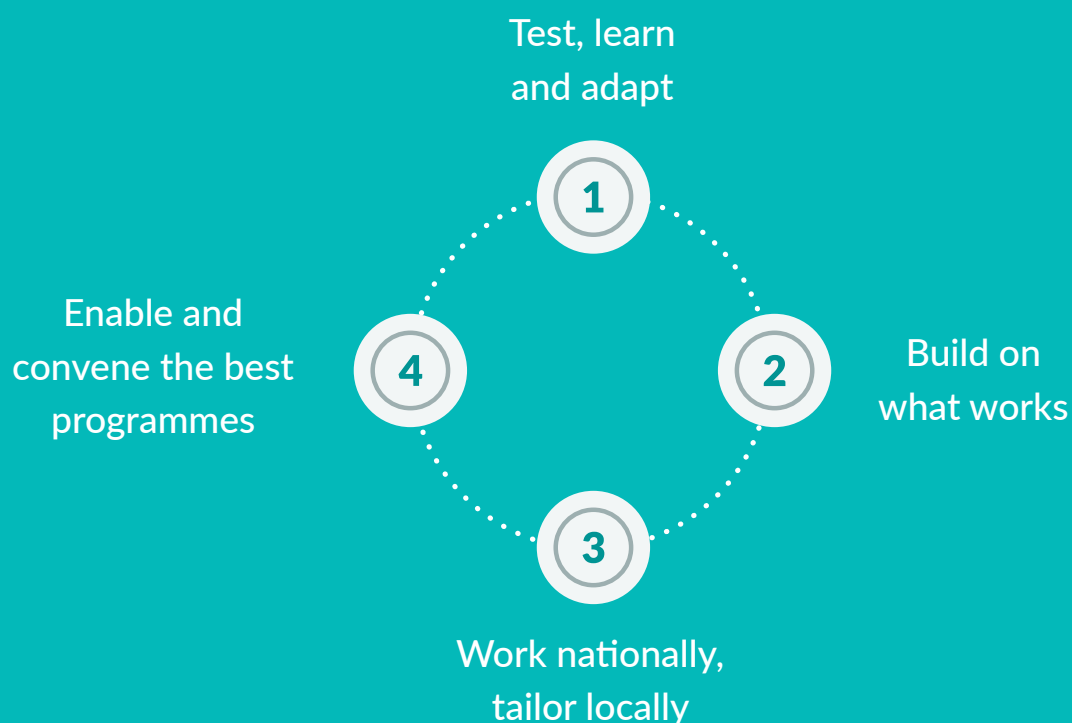 Test, learn
and adapt
1
2
Build on
what works
3
Work nationally,
tailor locally
4
Enable and
convene the best
programmes